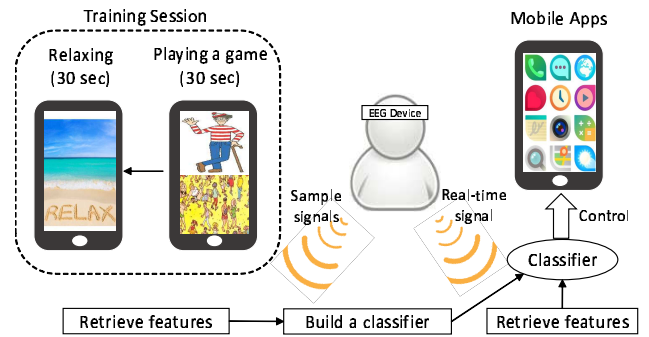 Training Session
Relaxing
(30 sec)
Playing a game
(30 sec)
RELAX
EEG Device
Sample
signals
Real-time
signal
Mobile Apps
Control
Classifier
Retrieve features
Build a classifier
Retrieve features